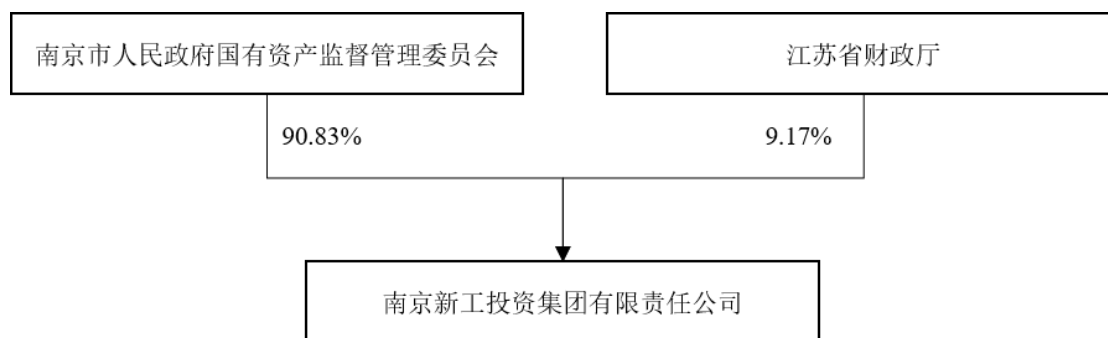 南京市人民政府国有资产监督管理委员会
江苏省财政厅
90.83%
9.17%
南京新工投资集团有限责任公司